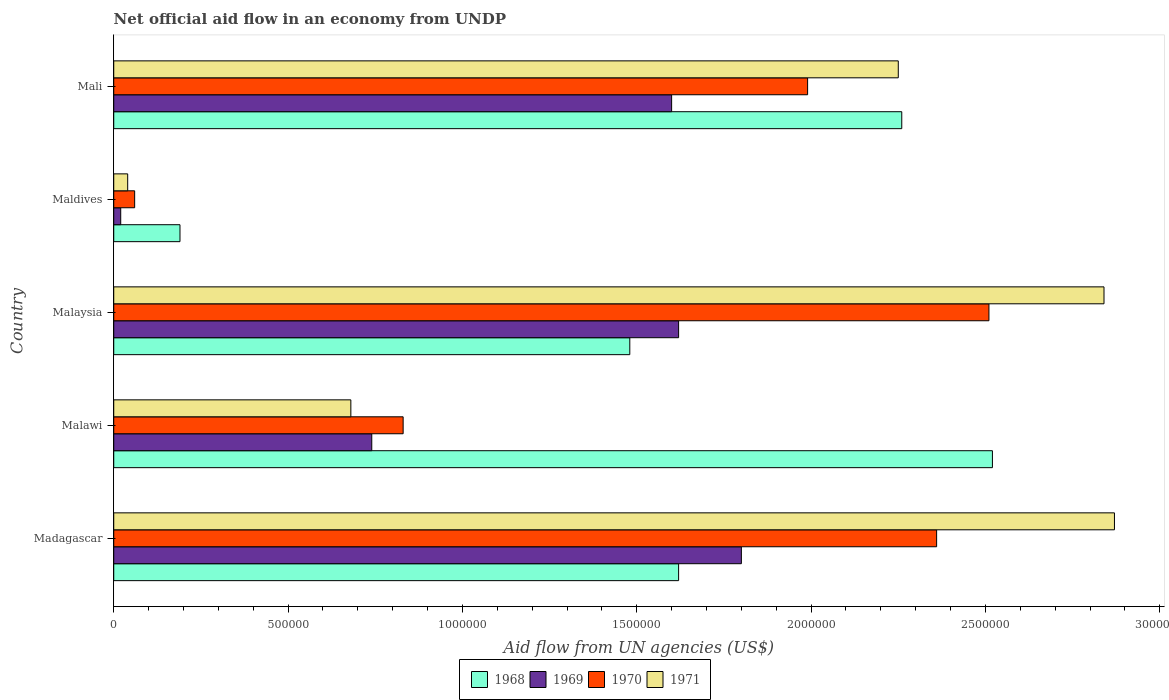 Net official aid flow in an economy from UNDP
Country
Mali
Maldives
Malaysia
Malawi
Madagascar
0
500000
1000000
1500000
2000000
2500000
30000
Aid flow from UN agencies (US$)
1968
1969
1970
1971